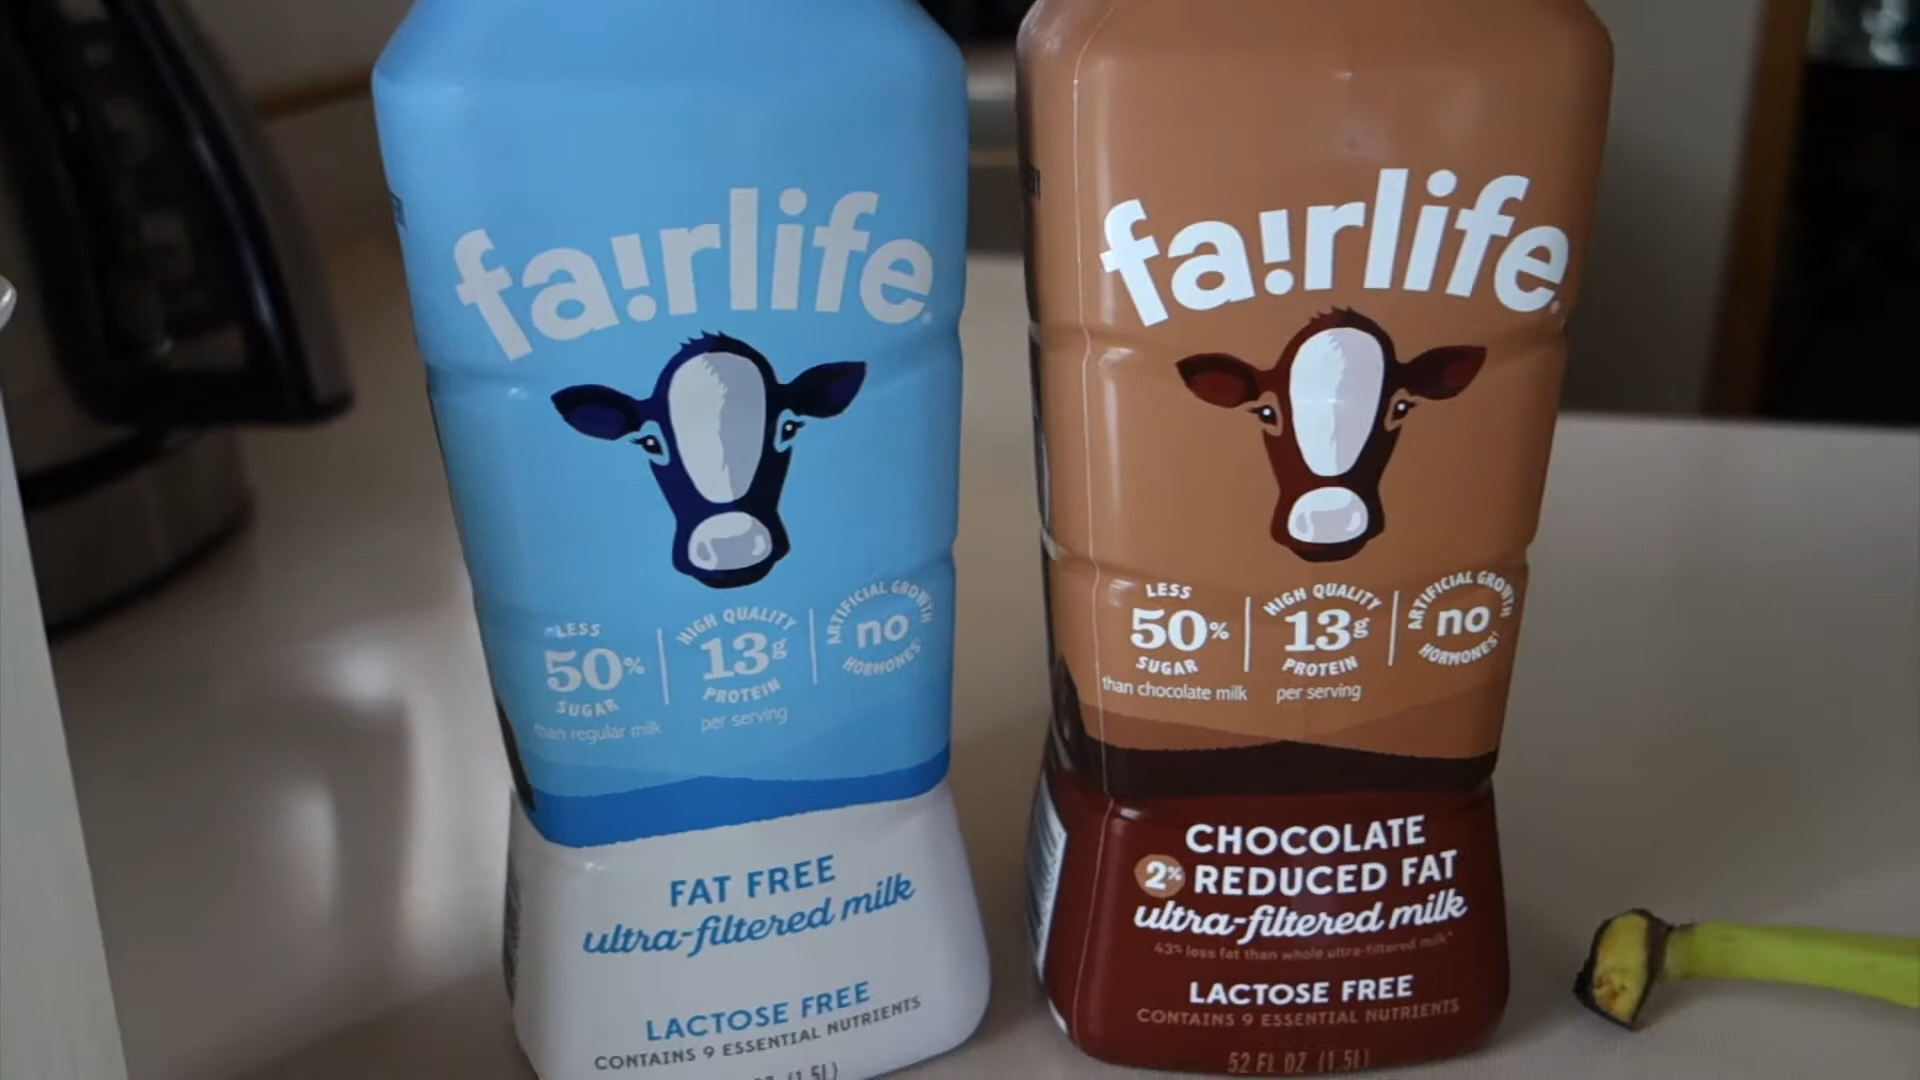 fa!rlife
LESS
50%
SUGAR
than regular milk
HIGH QUALITY
13g
PROTEIN
per serving
ARTIFICIAL GROWTH
no
HORMONES
FAT FREE
ultra-filtered milk
LACTOSE FREE
CONTAINS 9 ESSENTIAL NUTRIENTS
(1.5L)
fa!rlife
LESS
50%
SUGAR
than chocolate milk
HIGH QUALITY
13g
PROTEIN
per serving
ARTIFICIAL GROWTH
no
HORMONES†
CHOCOLATE
2% REDUCED FAT
ultra-filtered milk
43% less fat than whole ultra-filtered milk*
LACTOSE FREE
CONTAINS 9 ESSENTIAL NUTRIENTS
52 FL OZ (1.5L)